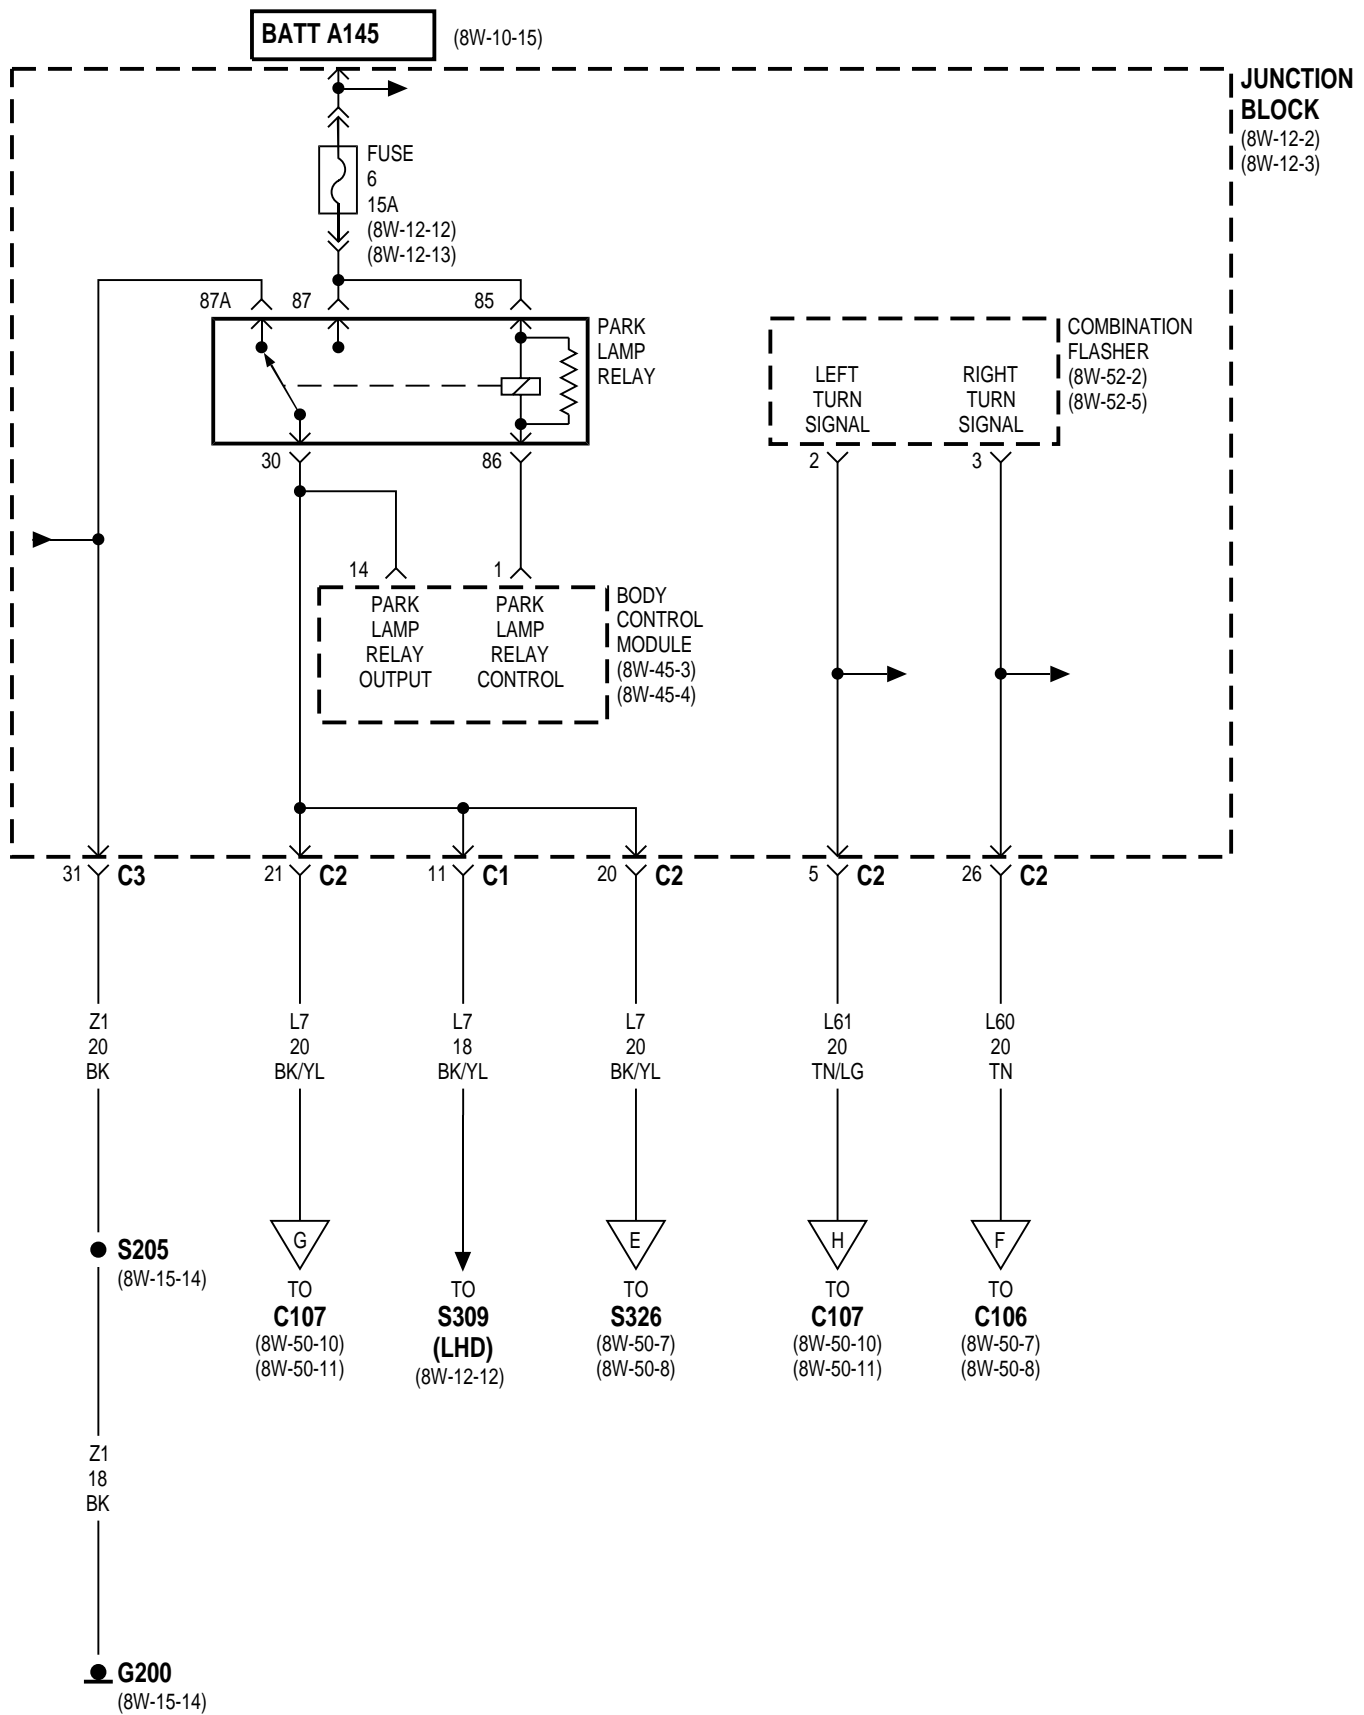 BATT A145
(8W-10-15)
JUNCTION
BLOCK
(8W-12-2)
(8W-12-3)
FUSE
6
15A
(8W-12-12)
(8W-12-13)
87A
87
85
PARK
LAMP
RELAY
COMBINATION
FLASHER
(8W-52-2)
(8W-52-5)
LEFT
TURN
SIGNAL
RIGHT
TURN
SIGNAL
30
86
2
3
14
1
PARK
LAMP
RELAY
OUTPUT
PARK
LAMP
RELAY
CONTROL
BODY
CONTROL
MODULE
(8W-45-3)
(8W-45-4)
31 C3
21 C2
11 C1
20 C2
5 C2
26 C2
Z1
20
BK
L7
20
BK/YL
L7
18
BK/YL
L7
20
BK/YL
L61
20
TN/LG
L60
20
TN
S205
(8W-15-14)
G
TO
C107
(8W-50-10)
(8W-50-11)
TO
S309
(LHD)
(8W-12-12)
E
TO
S326
(8W-50-7)
(8W-50-8)
H
TO
C107
(8W-50-10)
(8W-50-11)
F
TO
C106
(8W-50-7)
(8W-50-8)
Z1
18
BK
G200
(8W-15-14)